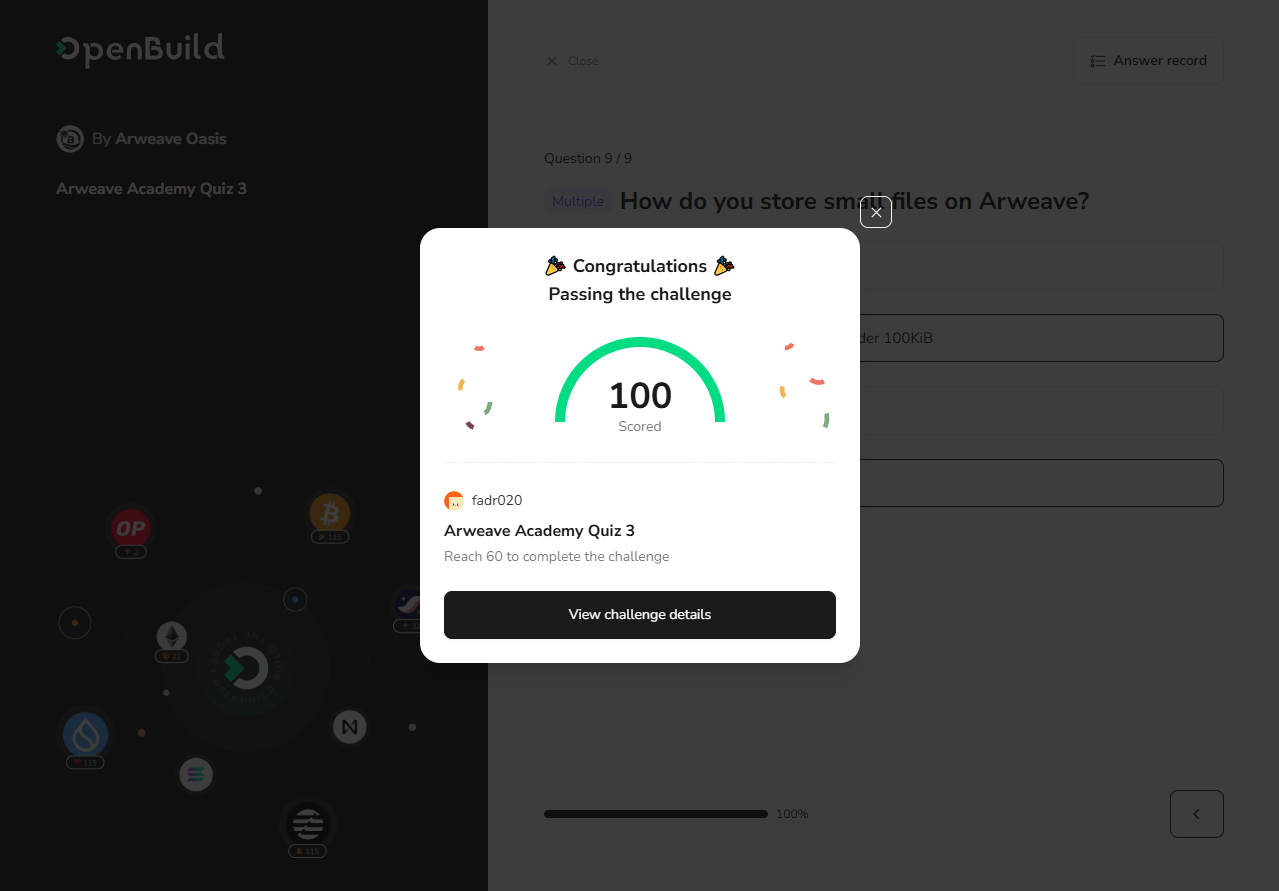 OpenBuild
By Arweave Oasis
Arweave Academy Quiz 3
Close
Answer record
Question 9 / 9
Multiple How do you store small files on Arweave?
der 100KiB
🎉 Congratulations 🎉
Passing the challenge
100
Scored
fadr020
Arweave Academy Quiz 3
Reach 60 to complete the challenge
View challenge details
OP
2
115
22
115
115
100%